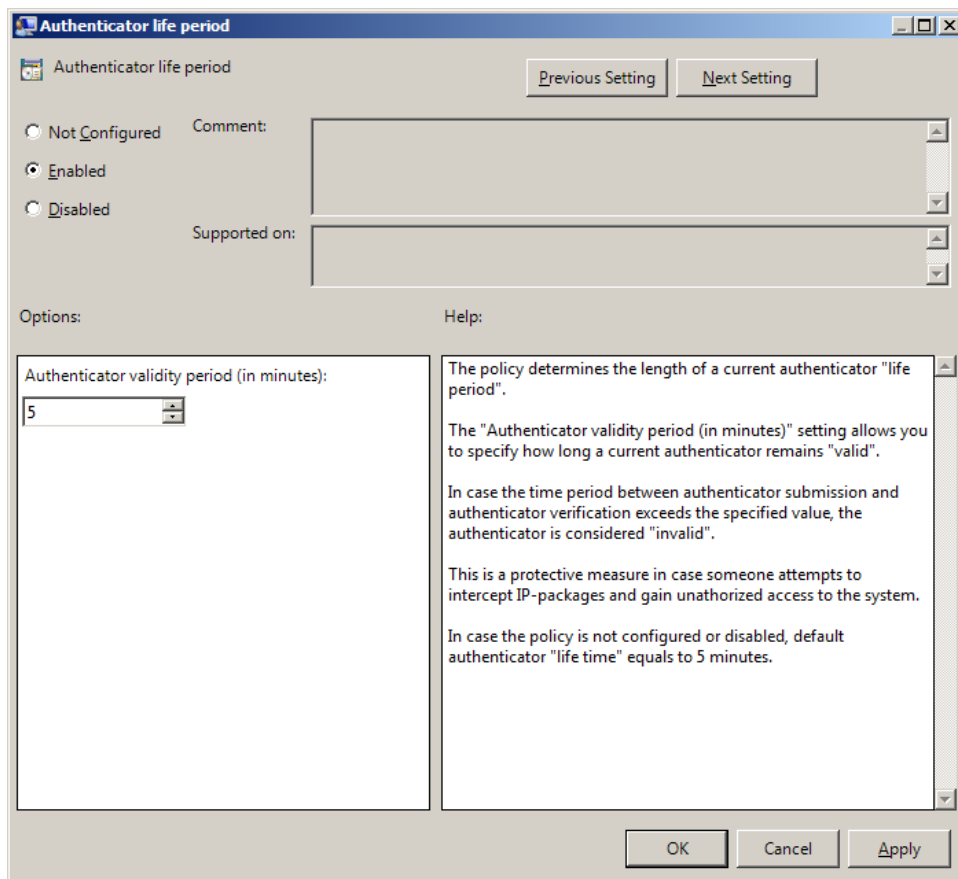 Authenticator life period
Authenticator life period
Previous Setting
Next Setting
Not Configured
Comment:
Enabled
Disabled
Supported on:
Options:
Help:
Authenticator validity period (in minutes):
5
The policy determines the length of a current authenticator "life
period".
The "Authenticator validity period (in minutes)" setting allows you
to specify how long a current authenticator remains "valid".
In case the time period between authenticator submission and
authenticator verification exceeds the specified value, the
authenticator is considered "invalid".
This is a protective measure in case someone attempts to
intercept IP-packages and gain unathorized access to the system.
In case the policy is not configured or disabled, default
authenticator "life time" equals to 5 minutes.
OK
Cancel
Apply